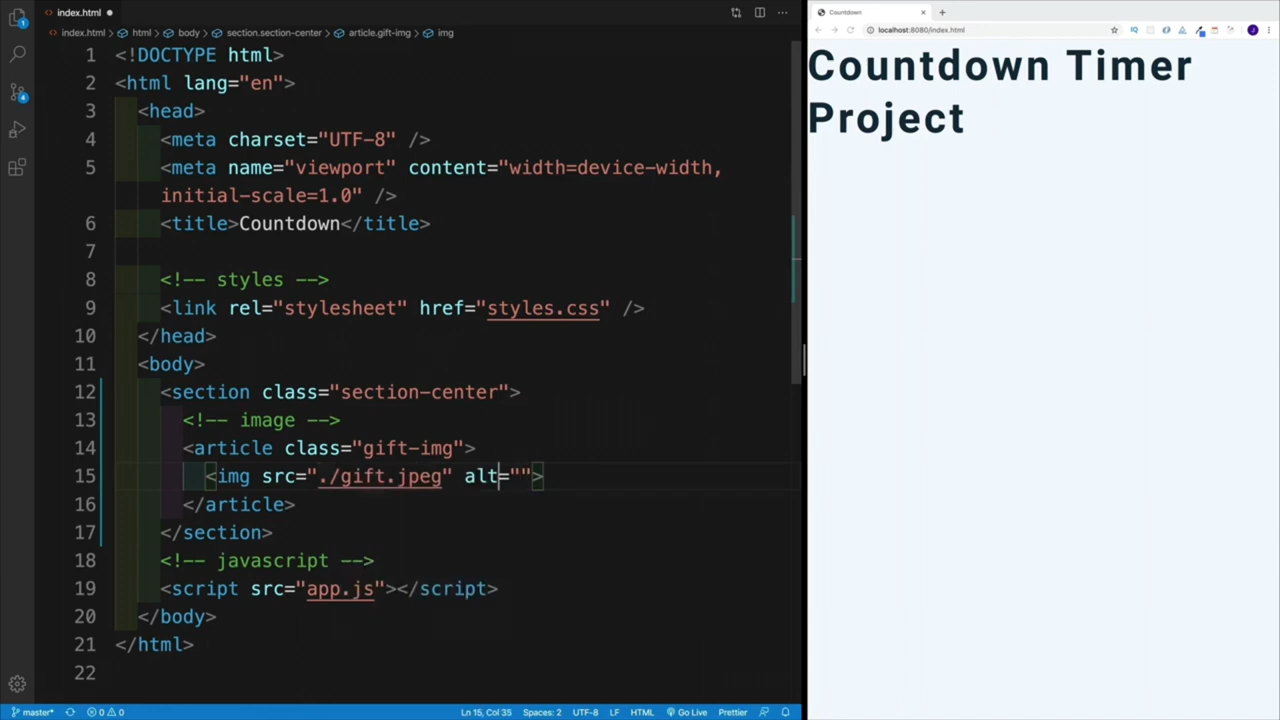 index.html
index.html > html > body > section.section-center > article.gift-img > img
1 <!DOCTYPE html>
2 <html lang="en">
3 <head>
4 <meta charset="UTF-8" />
5 <meta name="viewport" content="width=device-width,
initial-scale=1.0" />
6 <title>Countdown</title>
7
8 <!-- styles -->
9 <link rel="stylesheet" href="styles.css" />
10 </head>
11 <body>
12 <section class="section-center">
13 <!-- image -->
14 <article class="gift-img">
15 <img src="./gift.jpeg" alt="">
16 </article>
17 </section>
18 <!-- javascript -->
19 <script src="app.js"></script>
20 </body>
21 </html>
22
1
4
master*
0 0
Ln 15, Col 35
Spaces: 2
UTF-8
LF
HTML
Go Live
Prettier
Countdown
localhost:8080/index.html
J
Countdown Timer
Project